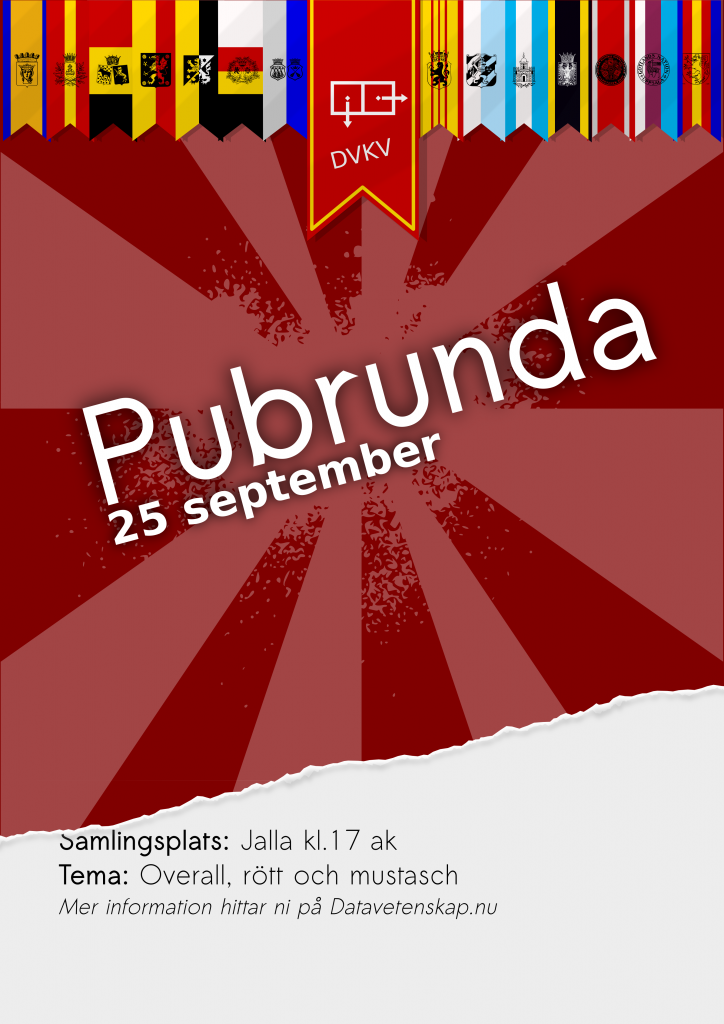 DVKV
Pubrunda
25 september
Samlingsplats: Jalla kl.17 ak
Tema: Overall, rött och mustasch
Mer information hittar ni på Datavetenskap.nu